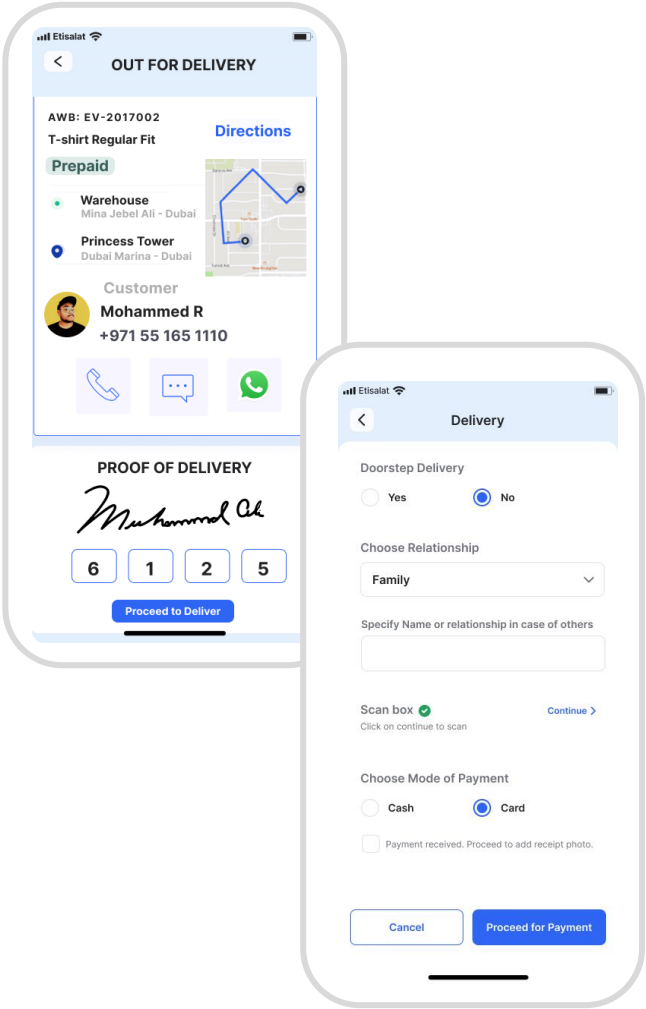 Etisalat
OUT FOR DELIVERY
AWB: EV-2017002
T-shirt Regular Fit
Directions
Prepaid
Warehouse
Mina Jebel Ali - Dubai
Princess Tower
Dubai Marina - Dubai
Customer
Mohammed R
+971 55 165 1110
PROOF OF DELIVERY
6 1 2 5
Proceed to Deliver
Etisalat
Delivery
Doorstep Delivery
Yes No
Choose Relationship
Family
Specify Name or relationship in case of others
Scan box
Continue
Click on continue to scan
Choose Mode of Payment
Cash Card
Payment received. Proceed to add receipt photo.
Cancel Proceed for Payment